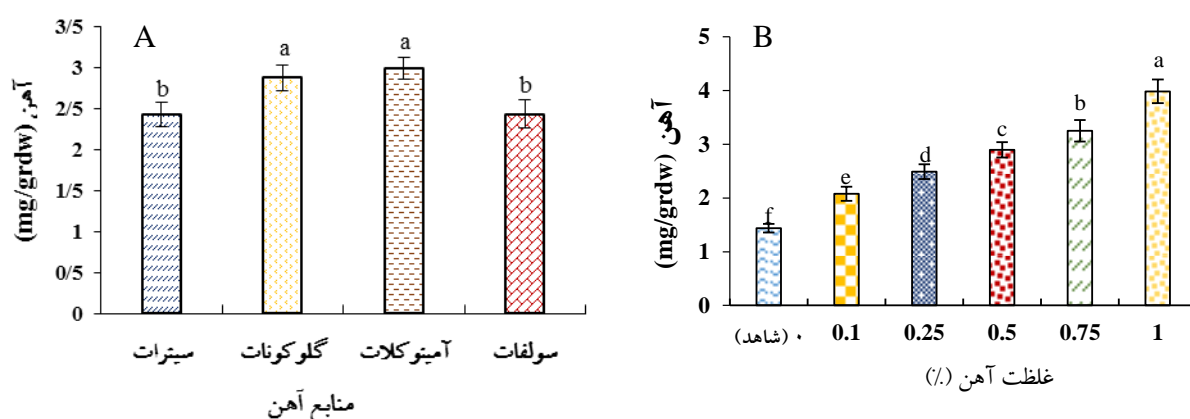 A
3/5
3
2/5
2
1/5
1
0/5
0
آهن (mg/grdw)
b
a
a
b
سیترات گلوکونات آمینوکلات سولفات
منابع آهن
B
5
4
3
2
1
0
آهن (mg/grdw)
f
e
d
c
b
a
۰ (شاهد) 0.1 0.25 0.5 0.75 1
غلظت آهن (٪)